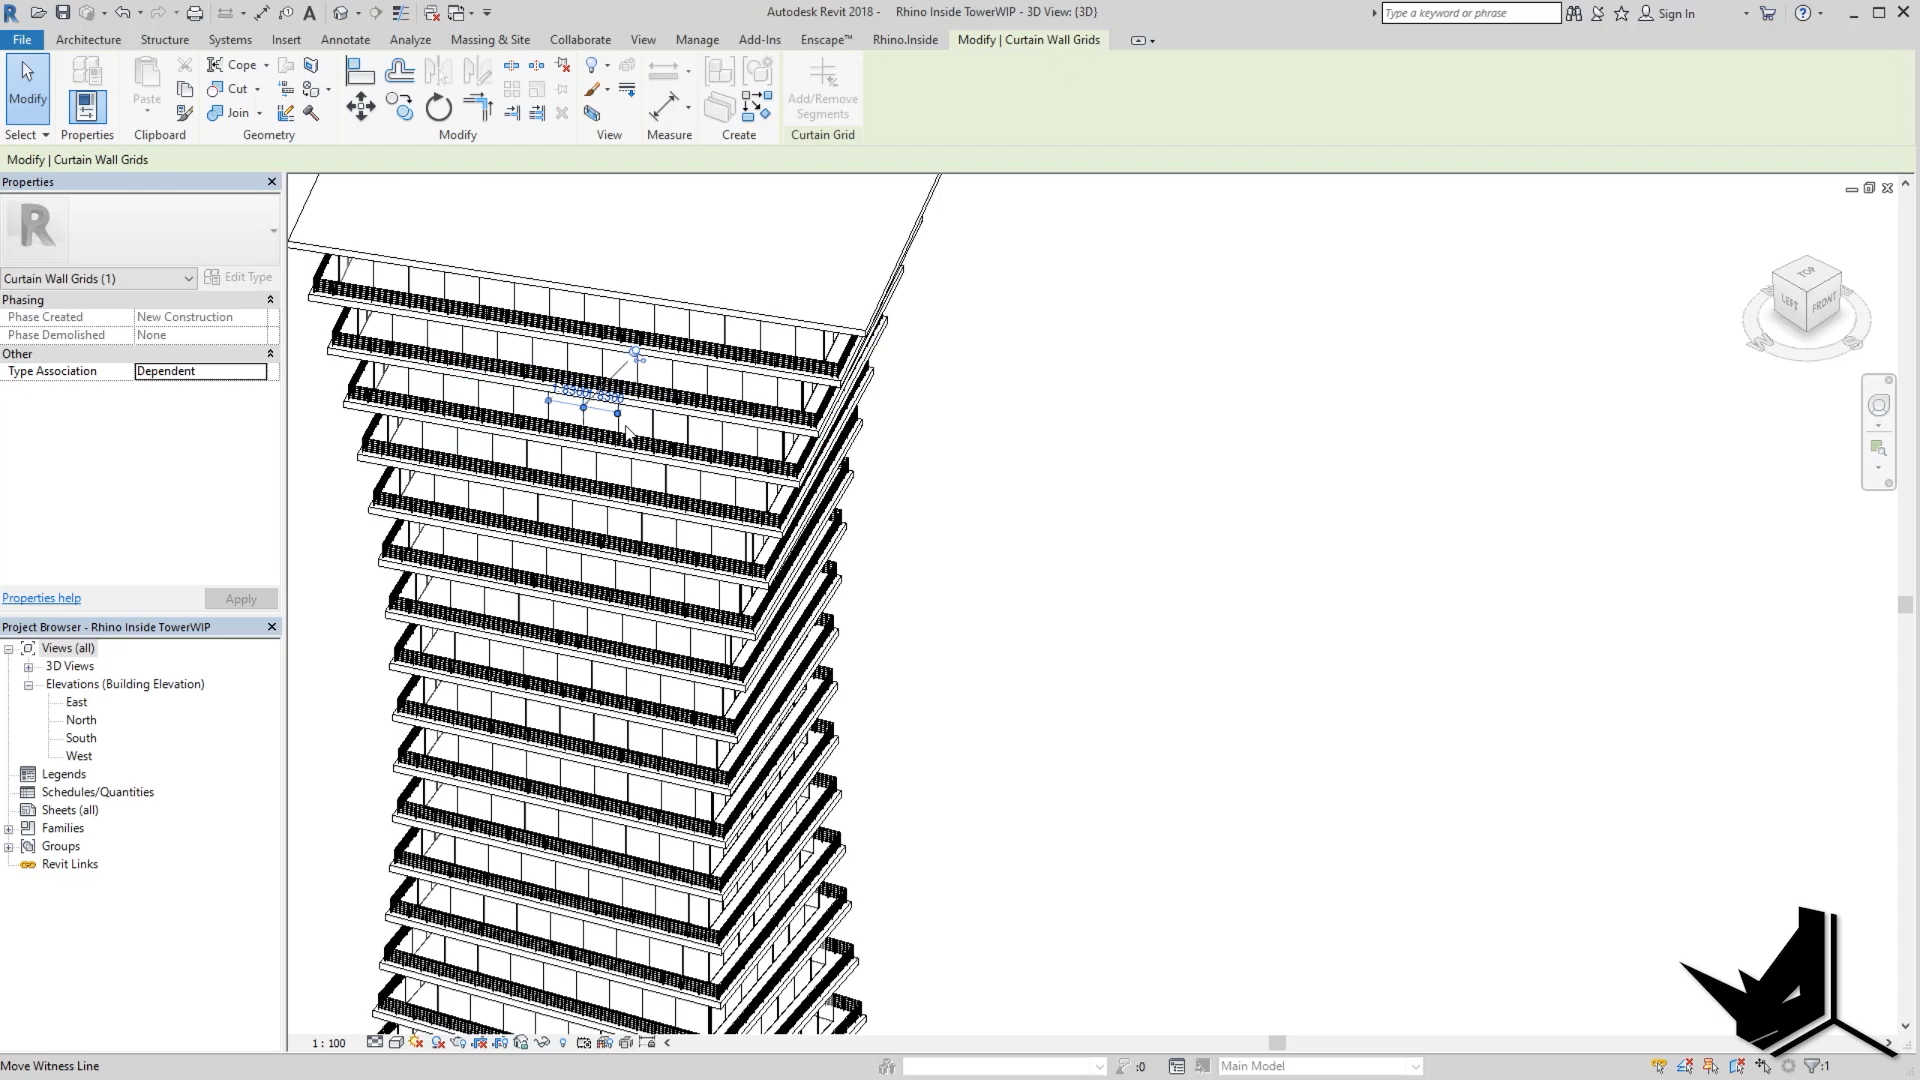 Autodesk Revit 2018 - Rhino Inside TowerWIP - 3D View: {3D}
Type a keyword or phrase
Sign In
File Architecture Structure Systems Insert Annotate Analyze Massing & Site Collaborate View Manage Add-Ins Enscape™ Rhino.Inside Modify | Curtain Wall Grids
Modify
Paste
Cope
Cut
Join
Add/Remove
Segments
Select Properties Clipboard Geometry Modify View Measure Create Curtain Grid
Modify | Curtain Wall Grids
Properties
R
Curtain Wall Grids (1)
Edit Type
Phasing
Phase Created New Construction
Phase Demolished None
Other
Type Association Dependent
Properties help
Apply
Project Browser - Rhino Inside TowerWIP
Views (all)
3D Views
Elevations (Building Elevation)
East
North
South
West
Legends
Schedules/Quantities
Sheets (all)
Families
Groups
Revit Links
TOP
LEFT
FRONT
W
S
1 : 100
Move Witness Line
:0
Main Model
:1